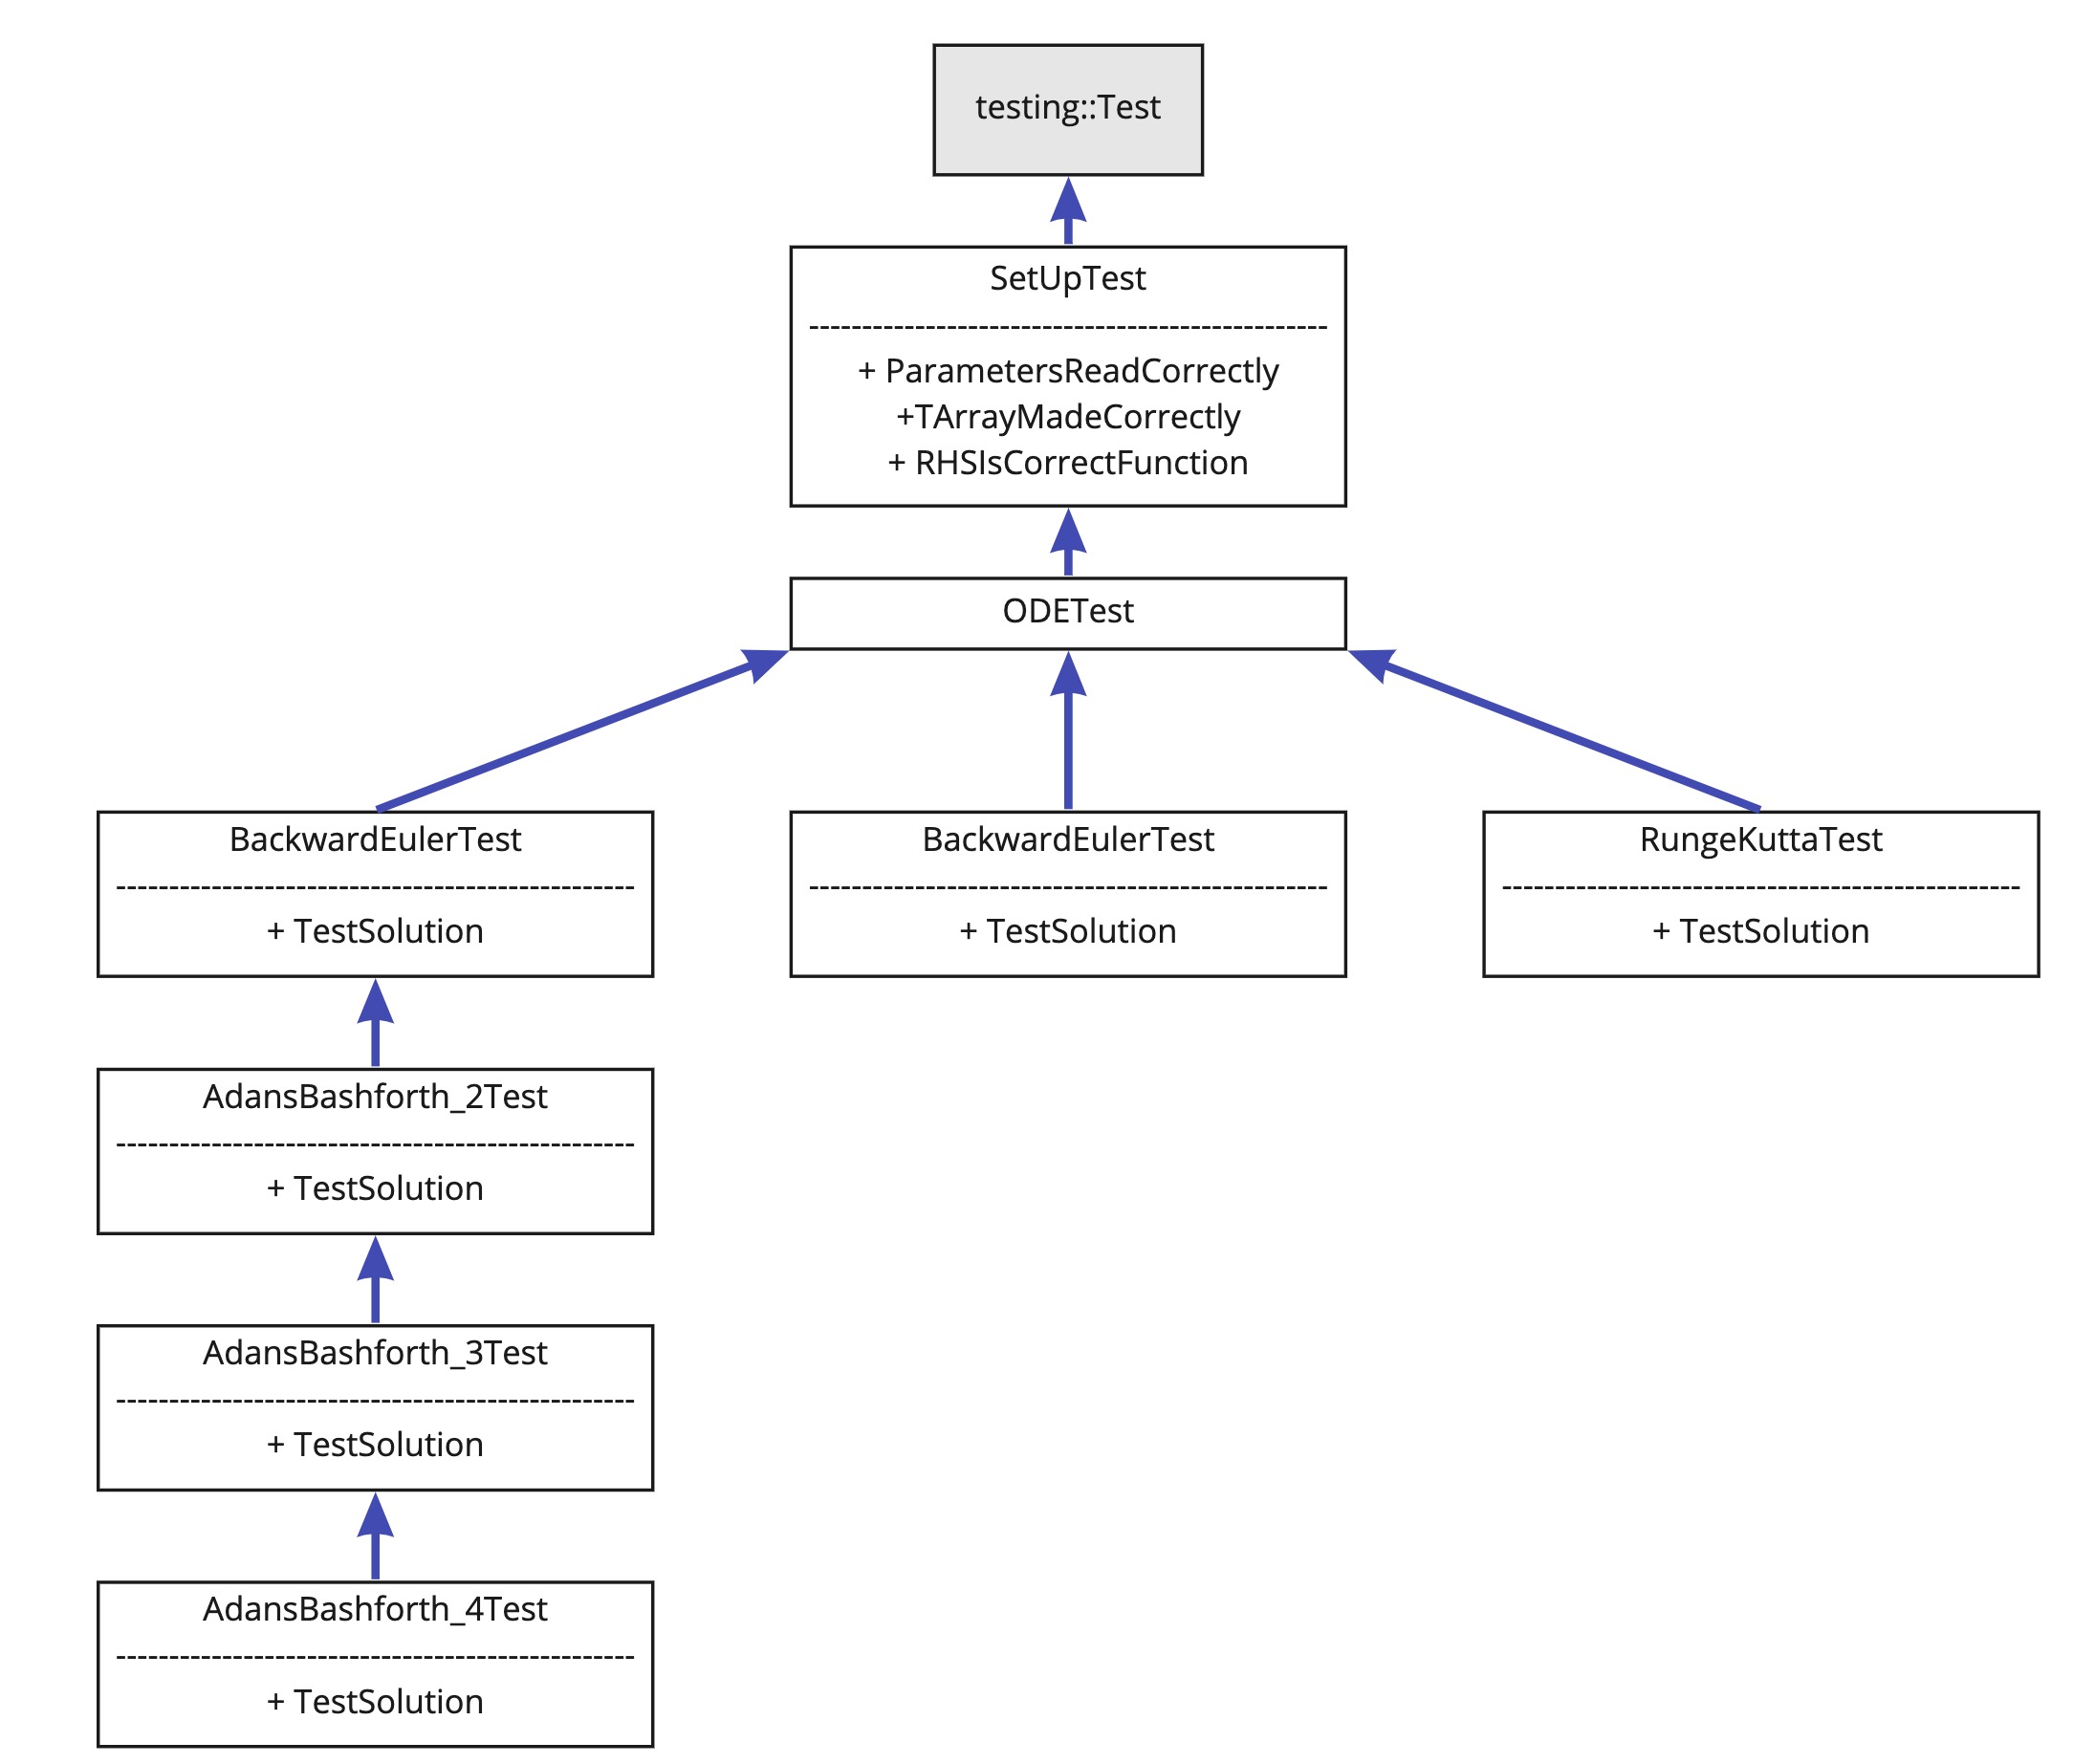 testing::Test
SetUpTest
-------------------------------------------------
+ ParametersReadCorrectly
+TArrayMadeCorrectly
+ RHSIsCorrectFunction
ODETest
BackwardEulerTest
-------------------------------------------------
+ TestSolution
BackwardEulerTest
-------------------------------------------------
+ TestSolution
RungeKuttaTest
-------------------------------------------------
+ TestSolution
AdansBashforth_2Test
-------------------------------------------------
+ TestSolution
AdansBashforth_3Test
-------------------------------------------------
+ TestSolution
AdansBashforth_4Test
-------------------------------------------------
+ TestSolution